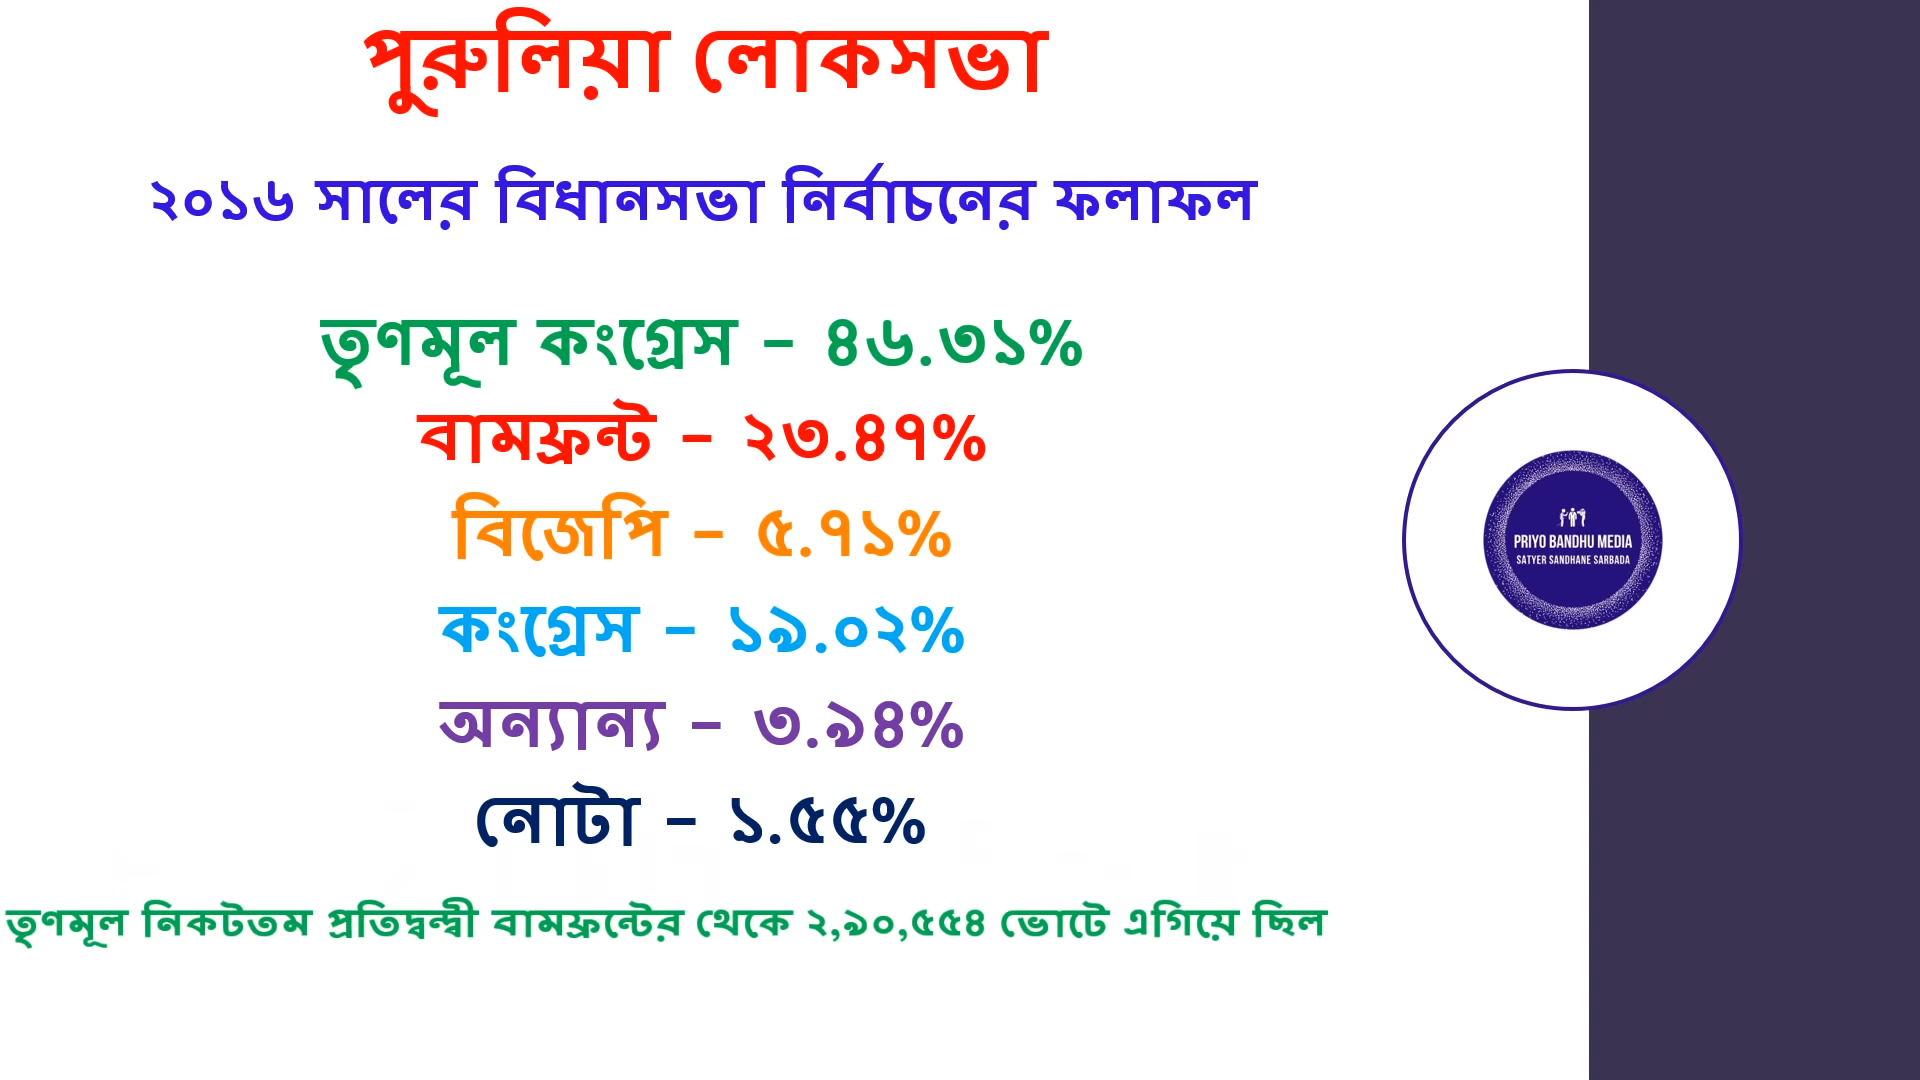 পুরুলিয়া লোকসভা
২০১৬ সালের বিধানসভা নির্বাচনের ফলাফল
তৃণমূল কংগ্রেস – ৪৬.৩১%
বামফ্রন্ট – ২৩.৪৭%
বিজেপি – ৫.৭১%
কংগ্রেস – ১৯.০২%
অন্যান্য – ৩.৯৪%
নোটা – ১.৫৫%
তৃণমূল নিকটতম প্রতিদ্বন্দ্বী বামফ্রন্টের থেকে ২,৯০,৫৫৪ ভোটে এগিয়ে ছিল
PRIYO BANDHU MEDIA
SATYER SANDHANE SARBADA